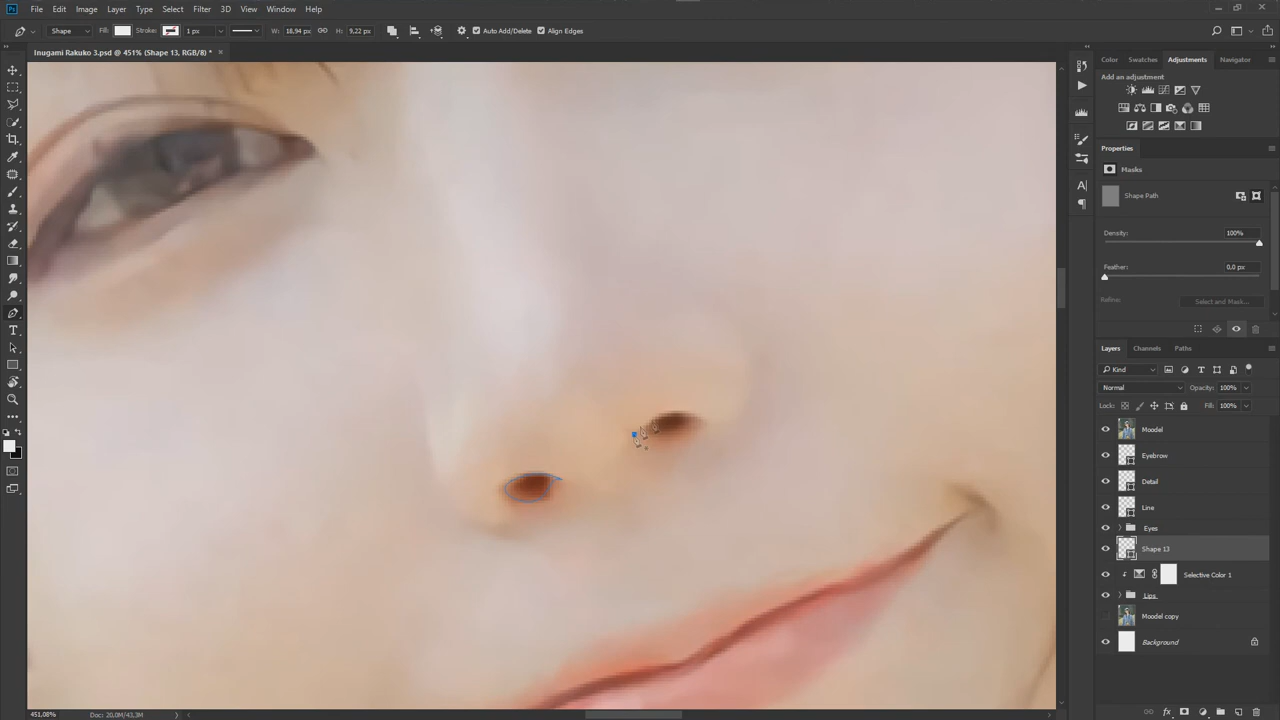 Ps File Edit Image Layer Type Select Filter 3D View Window Help
Shape Fill: Stroke: 1 px W: 18,94 px H: 9,22 px Auto Add/Delete Align Edges
Inugami Rakuko 3.psd @ 451% (Shape 13, RGB/8) * ×
Color Swatches Adjustments Navigator
Add an adjustment
Properties
Masks
Shape Path
Density: 100%
Feather: 0,0 px
Refine: Select and Mask...
Layers Channels Paths
Kind
Normal Opacity: 100%
Lock: Fill: 100%
Moodel
Eyebrow
Detail
Line
Eyes
Shape 13
Selective Color 1
Lips
Moodel copy
Background
451,08% Doc: 20,0M/43,3M